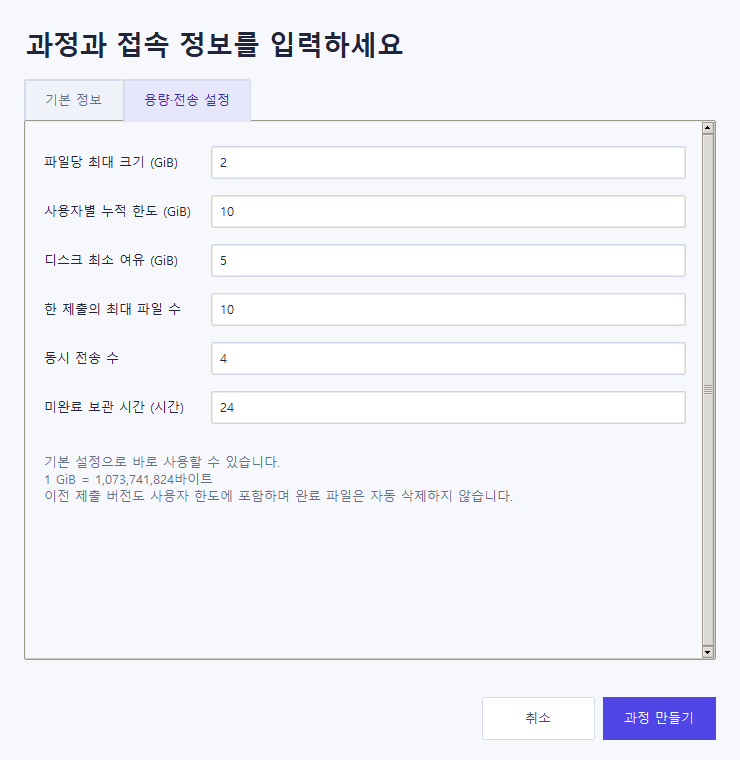 과정과 접속 정보를 입력하세요
기본 정보
용량·전송 설정
파일당 최대 크기 (GiB)
2
사용자별 누적 한도 (GiB)
10
디스크 최소 여유 (GiB)
5
한 제출의 최대 파일 수
10
동시 전송 수
4
미완료 보관 시간 (시간)
24
기본 설정으로 바로 사용할 수 있습니다.
1 GiB = 1,073,741,824바이트
이전 제출 버전도 사용자 한도에 포함하며 완료 파일은 자동 삭제하지 않습니다.
취소
과정 만들기